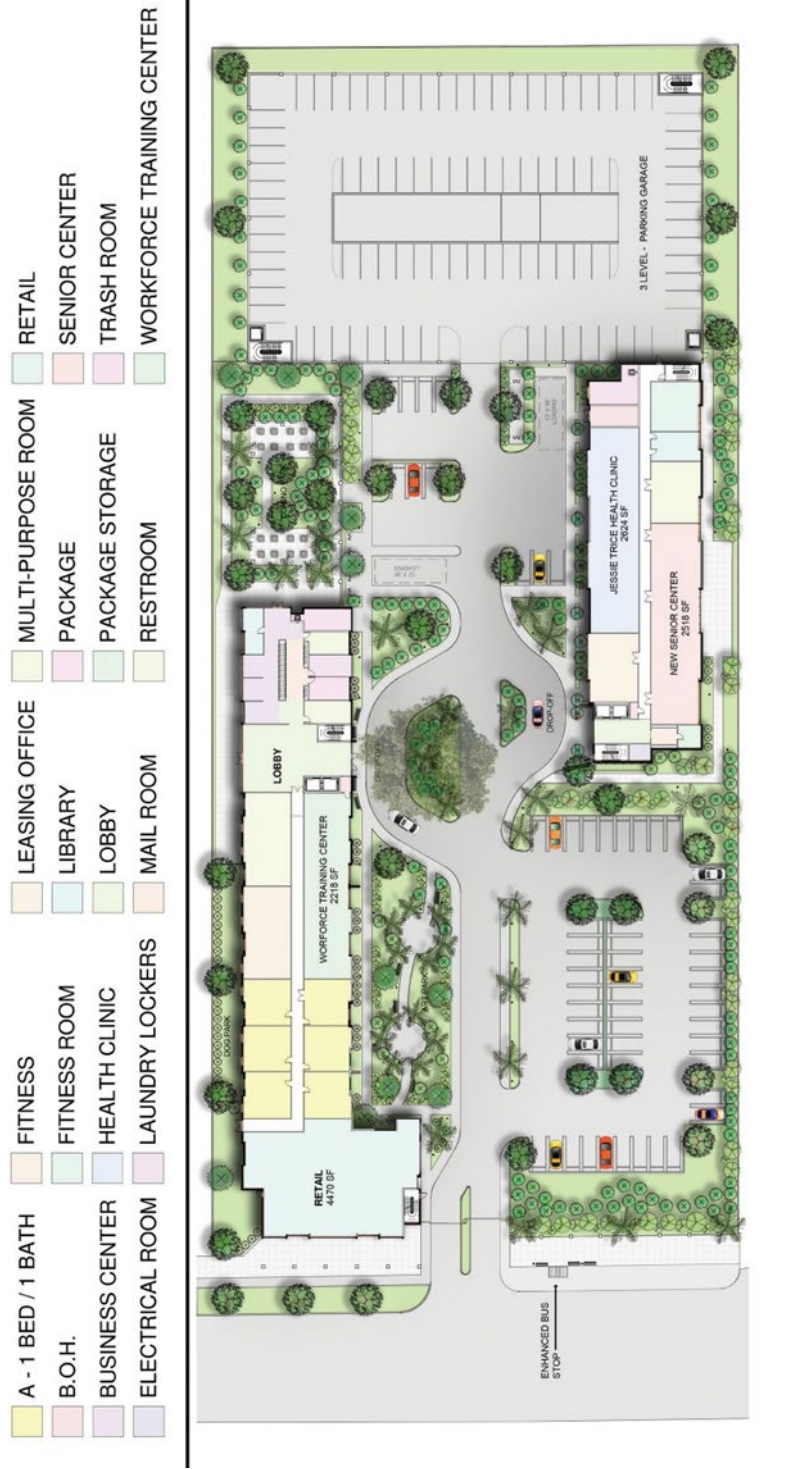 A - 1 BED / 1 BATH
FITNESS
LEASING OFFICE
MULTI-PURPOSE ROOM
RETAIL
B.O.H.
FITNESS ROOM
LIBRARY
PACKAGE
SENIOR CENTER
BUSINESS CENTER
HEALTH CLINIC
LOBBY
PACKAGE STORAGE
TRASH ROOM
ELECTRICAL ROOM
LAUNDRY LOCKERS
MAIL ROOM
RESTROOM
WORKFORCE TRAINING CENTER
DOG PARK
LOBBY
RETAIL
4470 SF
WORFORCE TRAINING CENTER
2218 SF
LOADING
LOADING
DROP-OFF
ENHANCED BUS
STOP
JESSIE TRICE HEALTH CLINIC
2624 SF
NEW SENIOR CENTER
2518 SF
3 LEVEL - PARKING GARAGE